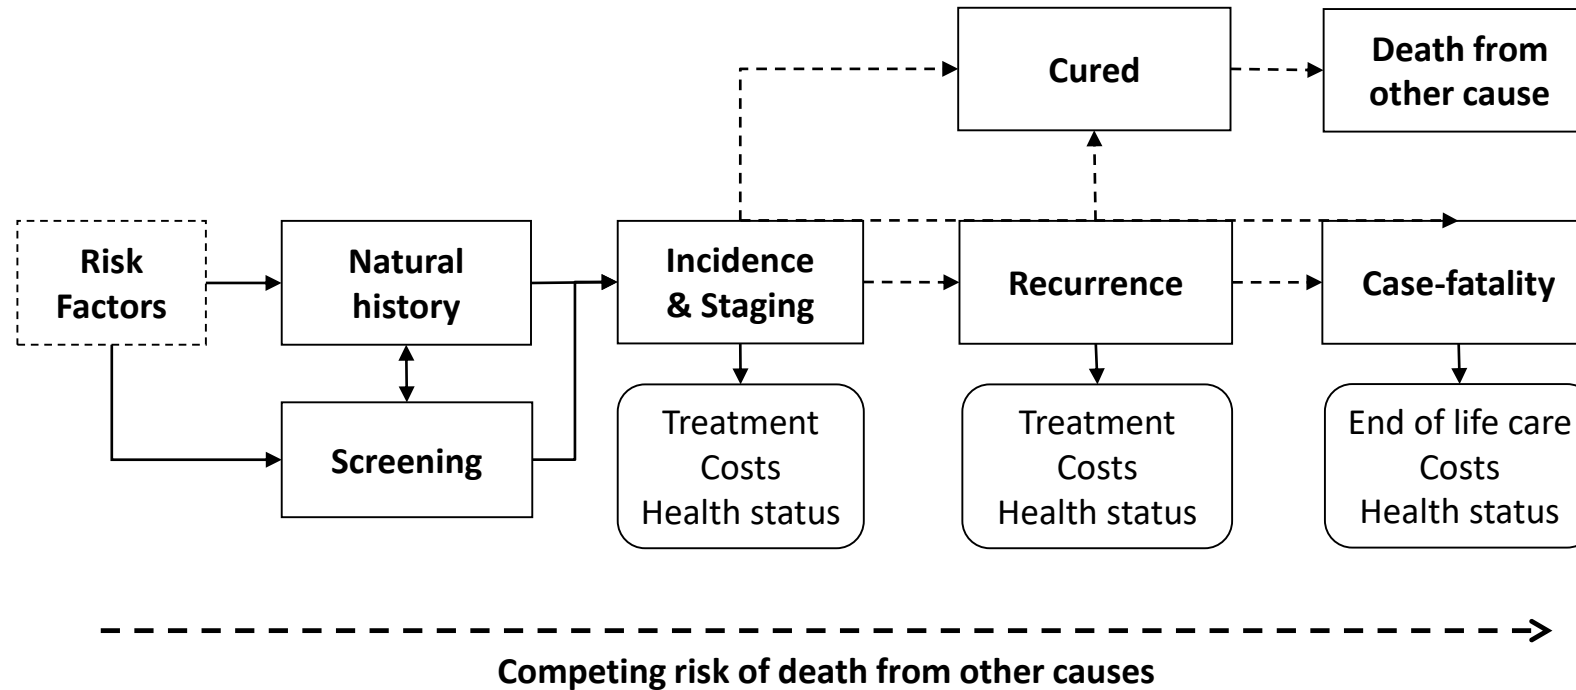 Cured
Death from
other cause
Risk
Factors
Natural
history
Incidence
& Staging
Recurrence
Case-fatality
Screening
Treatment
Costs
Health status
Treatment
Costs
Health status
End of life care
Costs
Health status
Competing risk of death from other causes